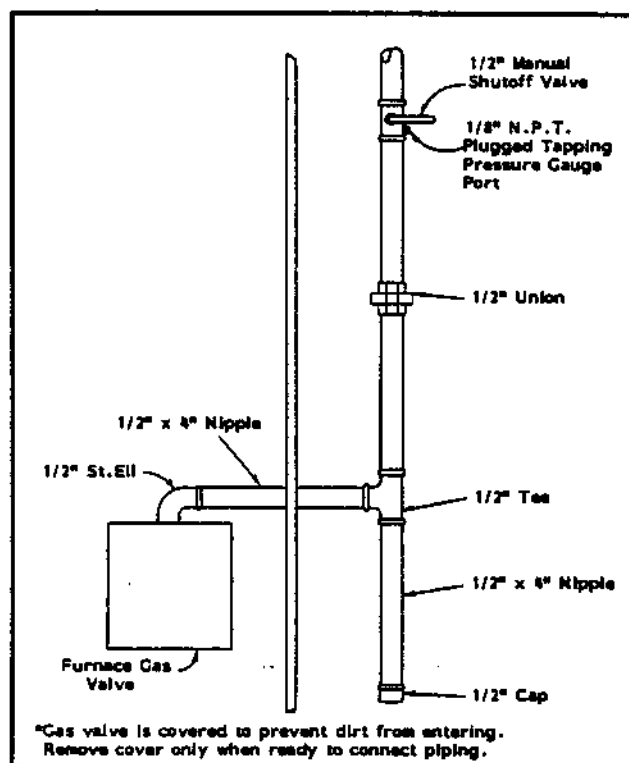 1/2" Manual
Shutoff Valve
1/8" N.P.T.
Plugged Tapping
Pressure Gauge
Port
1/2" Union
1/2" x 4" Nipple
1/2" St.Ell
1/2" Tee
1/2" x 4" Nipple
Furnace Gas
Valve
1/2" Cap
*Gas valve is covered to prevent dirt from entering.
Remove cover only when ready to connect piping.